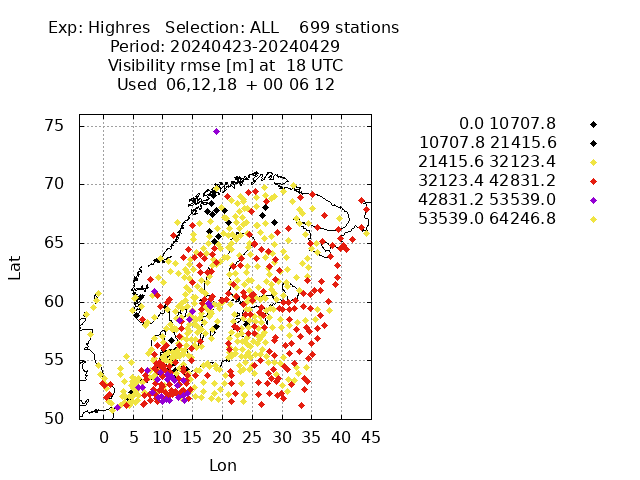 Exp: Highres Selection: ALL 699 stations
Period: 20240423-20240429
Visibility rmse [m] at 18 UTC
Used 06,12,18 + 00 06 12
75
70
65
60
55
50
Lat
0 5 10 15 20 25 30 35 40 45
Lon
0.0 10707.8
10707.8 21415.6
21415.6 32123.4
32123.4 42831.2
42831.2 53539.0
53539.0 64246.8